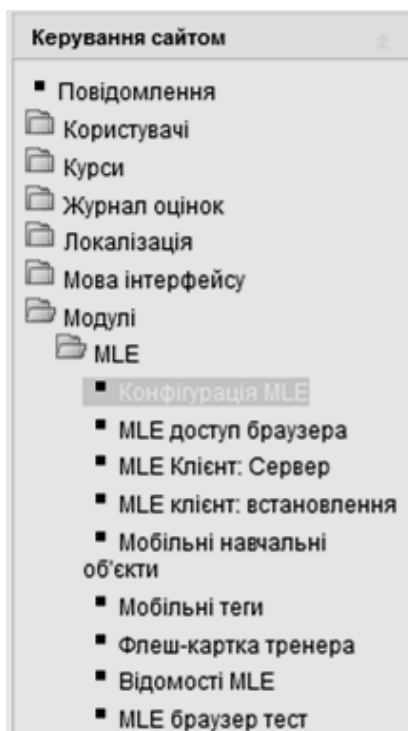 Керування сайтом
Повідомлення
Користувачі
Курси
Журнал оцінок
Локалізація
Мова інтерфейсу
Модулі
MLE
Конфігурація MLE
MLE доступ браузера
MLE Клієнт: Сервер
MLE клієнт: встановлення
Мобільні навчальні
об'єкти
Мобільні теги
Флеш-картка тренера
Відомості MLE
MLE браузер тест